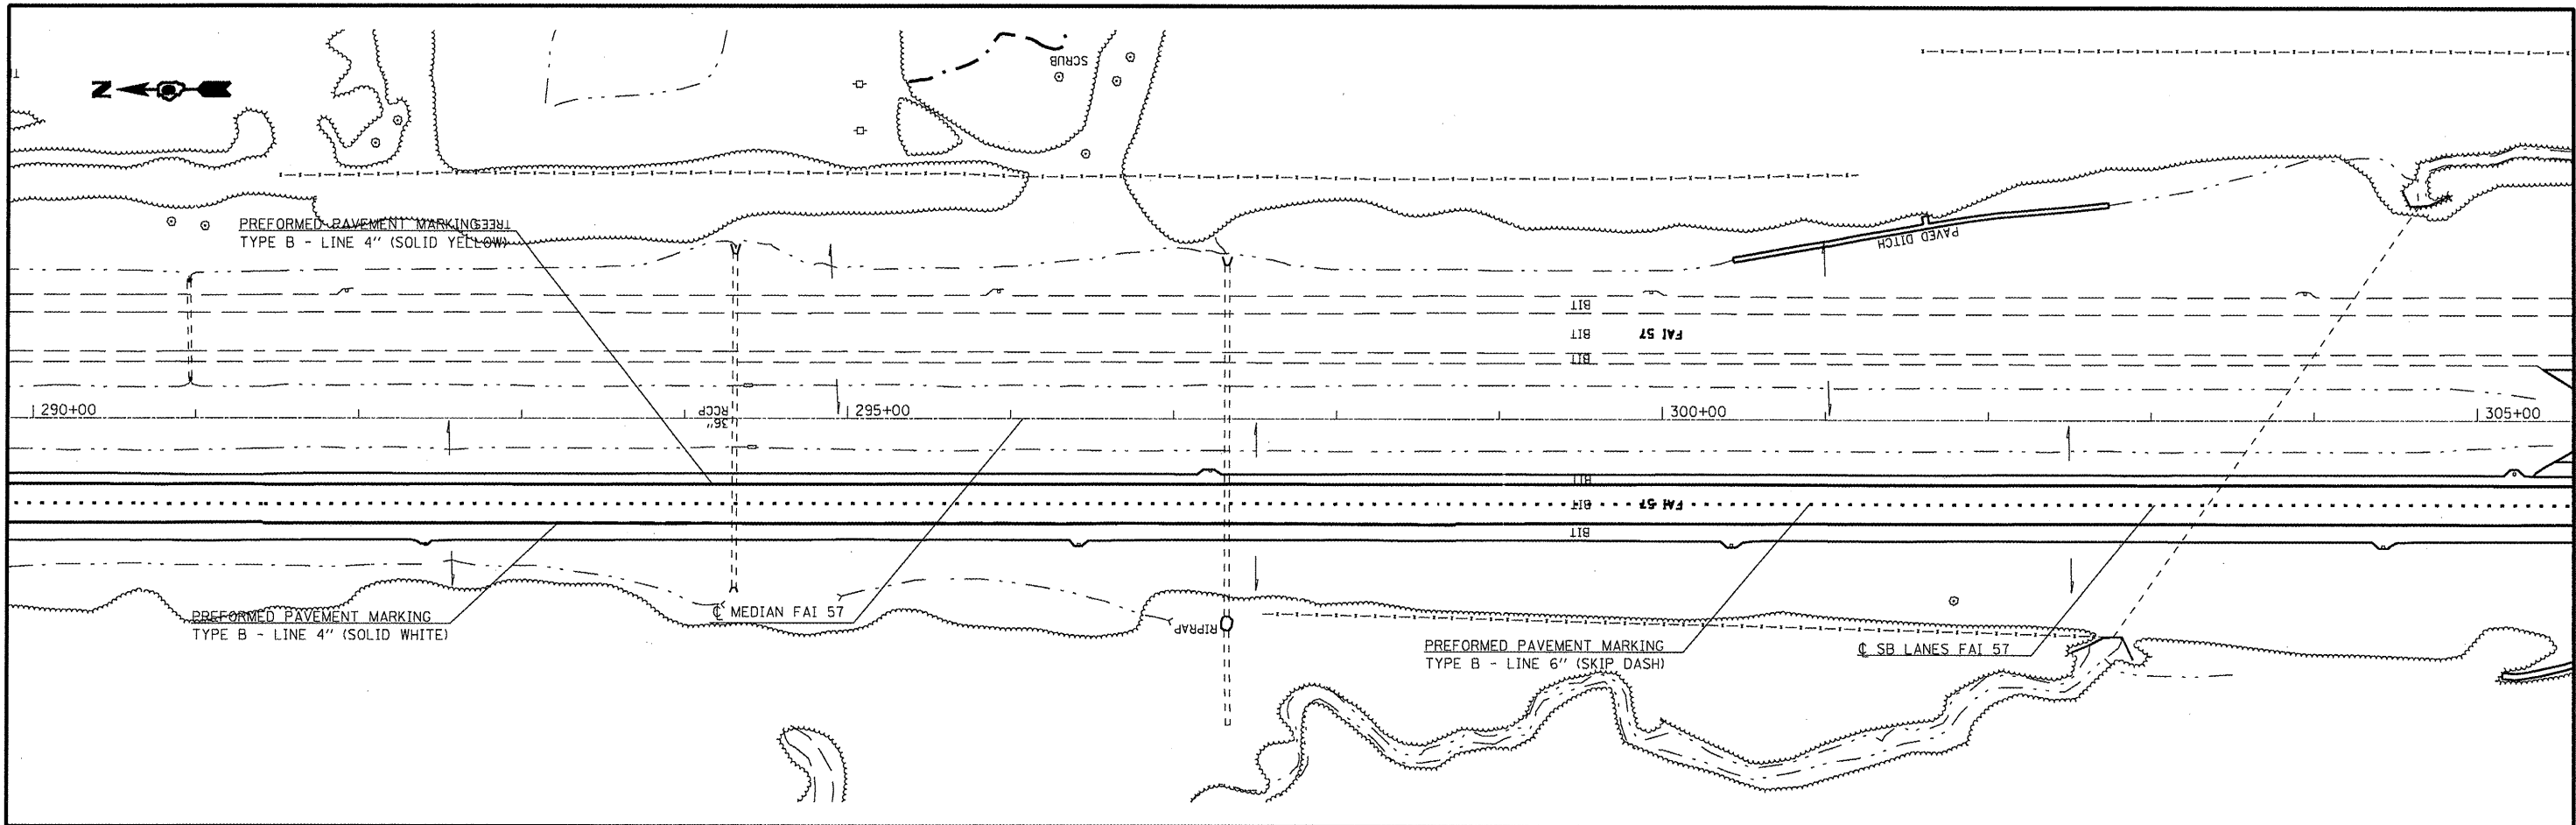 SCRUB
N
PREFORMED PAVEMENT MARKING TREES
TYPE B - LINE 4" (SOLID YELLOW)
PAVED DITCH
BIT
BIT FAI 57
BIT
290+00
36" RCCP
295+00
300+00
305+00
BIT
BIT FAI 57
BIT
PREFORMED PAVEMENT MARKING
TYPE B - LINE 4" (SOLID WHITE)
℄ MEDIAN FAI 57
RIPRAP
PREFORMED PAVEMENT MARKING
TYPE B - LINE 6" (SKIP DASH)
℄ SB LANES FAI 57